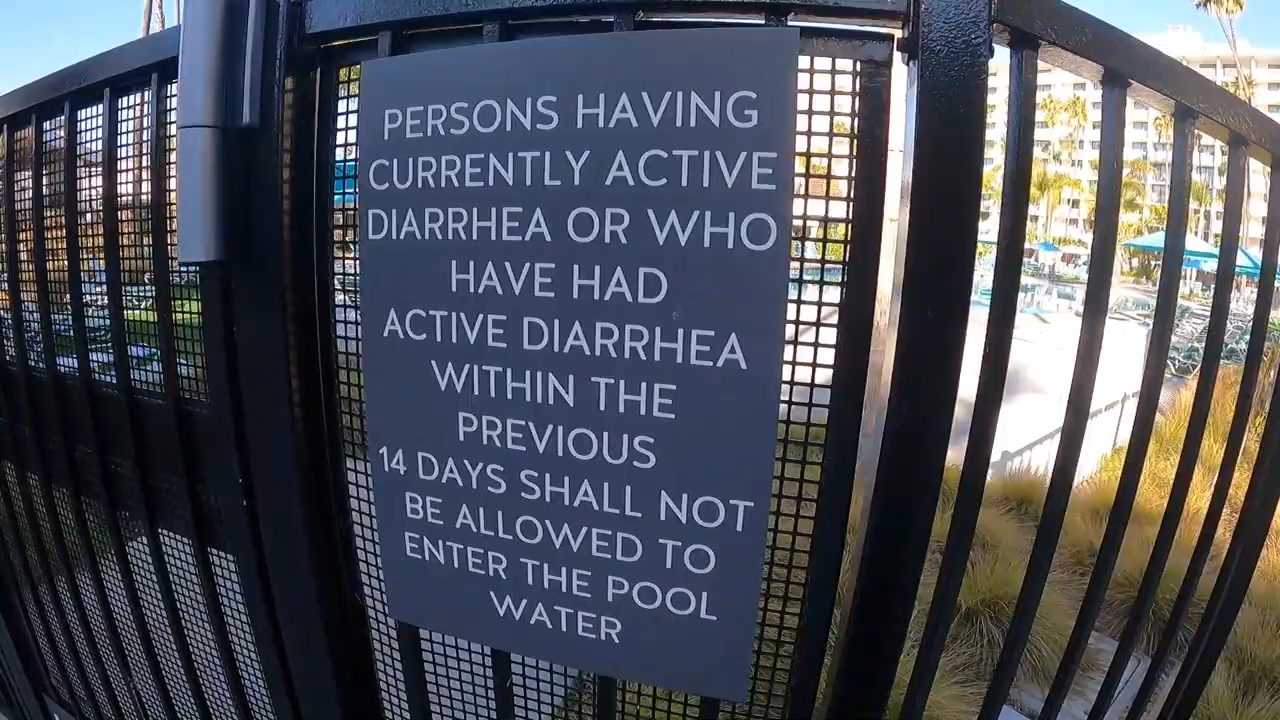 PERSONS HAVING
CURRENTLY ACTIVE
DIARRHEA OR WHO
HAVE HAD
ACTIVE DIARRHEA
WITHIN THE
PREVIOUS
14 DAYS SHALL NOT
BE ALLOWED TO
ENTER THE POOL
WATER